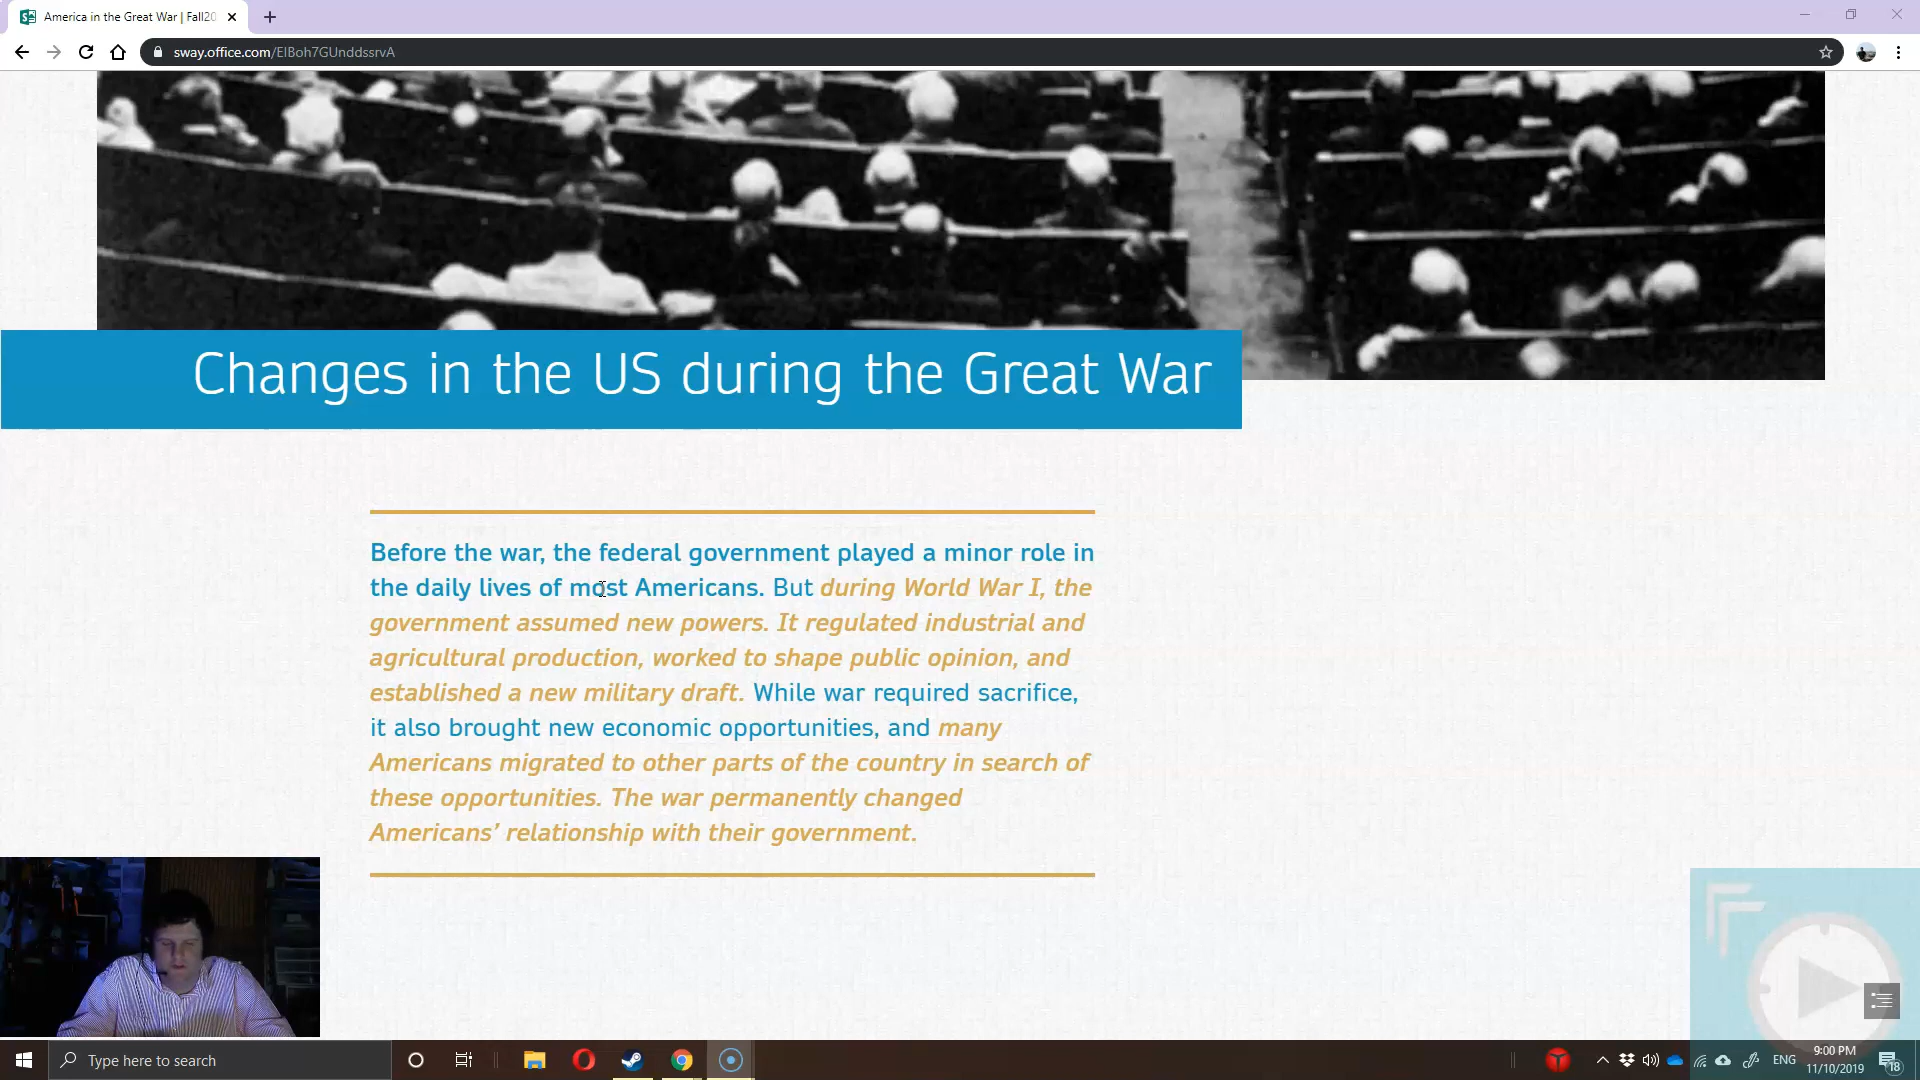 America in the Great War | Fall20
sway.office.com/ElBoh7GUnddssrvA
Changes in the US during the Great War
Before the war, the federal government played a minor role in
the daily lives of most Americans. But during World War I, the
government assumed new powers. It regulated industrial and
agricultural production, worked to shape public opinion, and
established a new military draft. While war required sacrifice,
it also brought new economic opportunities, and many
Americans migrated to other parts of the country in search of
these opportunities. The war permanently changed
Americans’ relationship with their government.
Type here to search
ENG
9:00 PM
11/10/2019
18